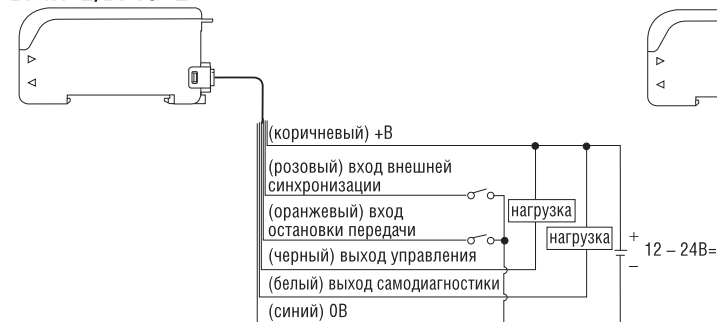 (коричневый) +В
(розовый) вход внешней
синхронизации
(оранжевый) вход
остановки передачи
(черный) выход управления
(белый) выход самодиагностики
(синий) 0В
нагрузка
нагрузка
+
12 – 24В=
–